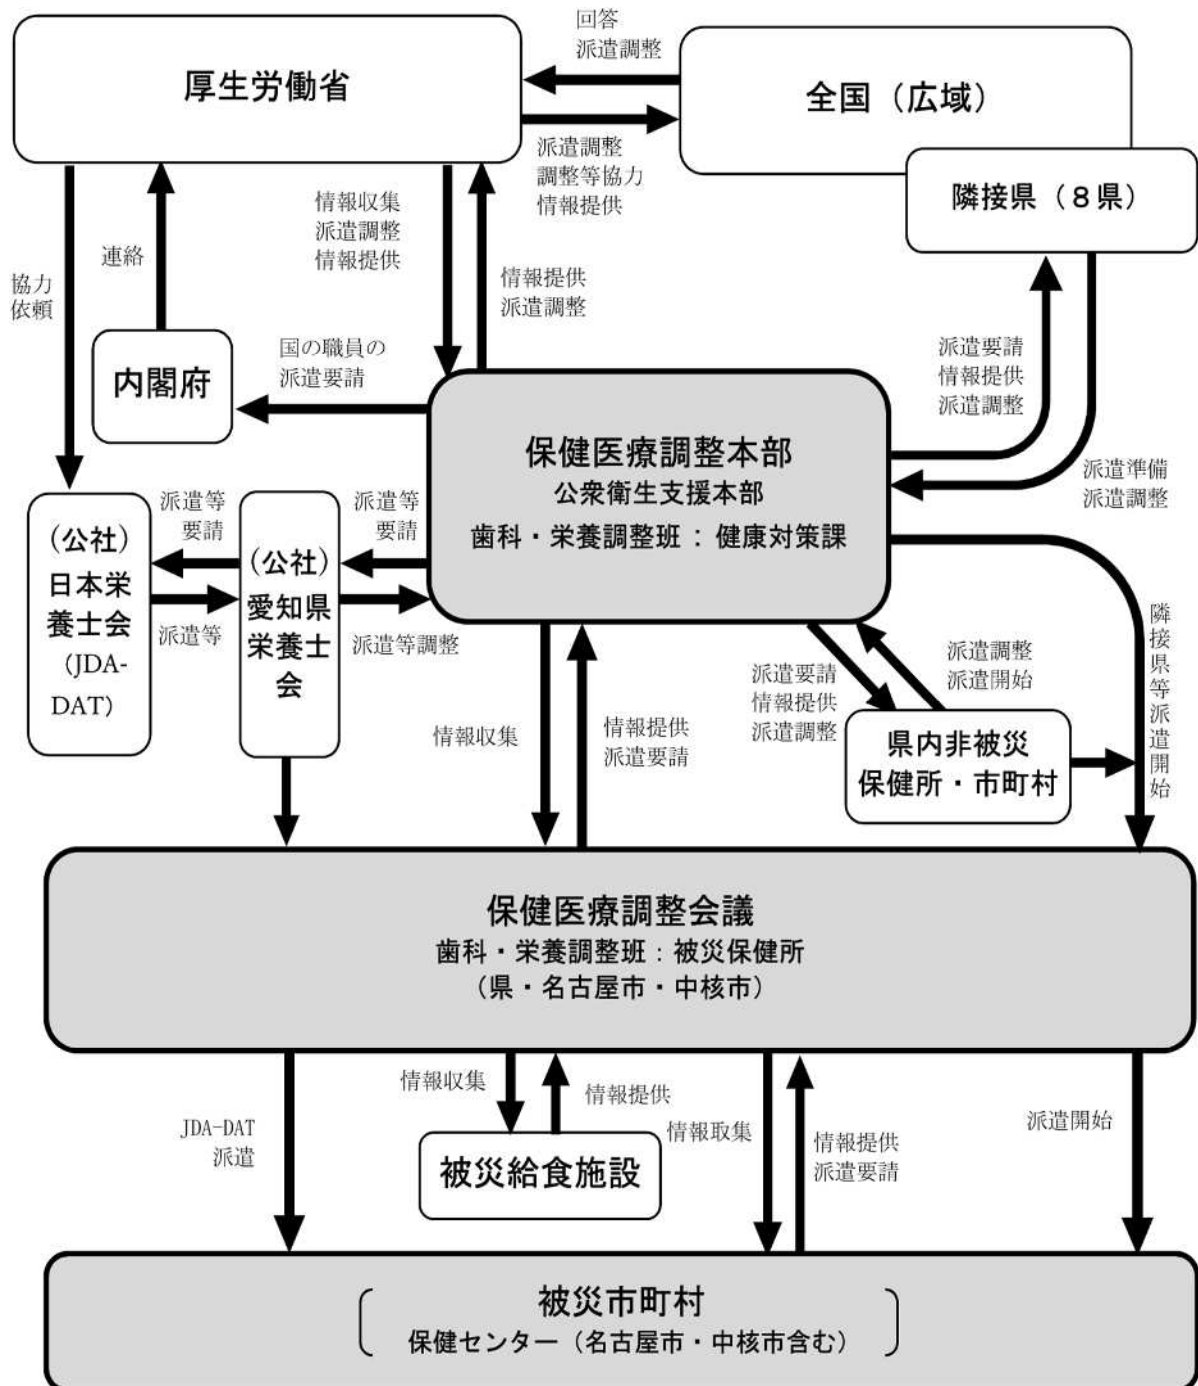 回答
派遣調整
厚生労働省
全国（広域）
派遣調整
調整等協力
情報提供
隣接県（８県）
情報収集
派遣調整
情報提供
連絡
情報提供
派遣調整
協力
依頼
国の職員の
派遣要請
内閣府
派遣要請
情報提供
派遣調整
保健医療調整本部
公衆衛生支援本部
歯科・栄養調整班：健康対策課
派遣準備
派遣調整
派遣等
要請
派遣等
要請
（公社）
日本栄
養士会
（JDA-
DAT）
（公社）
愛知県
栄養士
会
派遣等
派遣等調整
隣接県等派遣開始
派遣調整
派遣開始
派遣要請
情報提供
派遣調整
情報収集
情報提供
派遣要請
県内非被災
保健所・市町村
保健医療調整会議
歯科・栄養調整班：被災保健所
（県・名古屋市・中核市）
情報収集
情報提供
JDA-DAT
派遣
情報取集
情報提供
派遣要請
派遣開始
被災給食施設
被災市町村
保健センター（名古屋市・中核市含む）